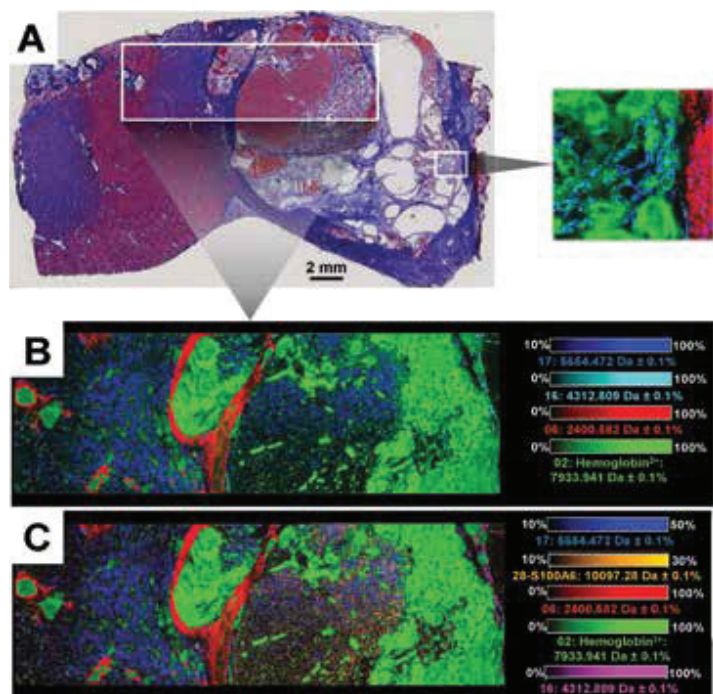 A
2 mm
B
10% 100%
17: 5554.472 Da ± 0.1%
0% 100%
16: 4312.809 Da ± 0.1%
0% 100%
06: 2400.682 Da ± 0.1%
0% 100%
02: Hemoglobin²⁺:
7933.941 Da ± 0.1%
C
10% 50%
17: 5554.472 Da ± 0.1%
10% 30%
28-S100A6: 10097.28 Da ± 0.1%
0% 100%
06: 2400.682 Da ± 0.1%
0% 100%
02: Hemoglobin²⁺:
7933.941 Da ± 0.1%
0% 100%
16: 4312.809 Da ± 0.1%